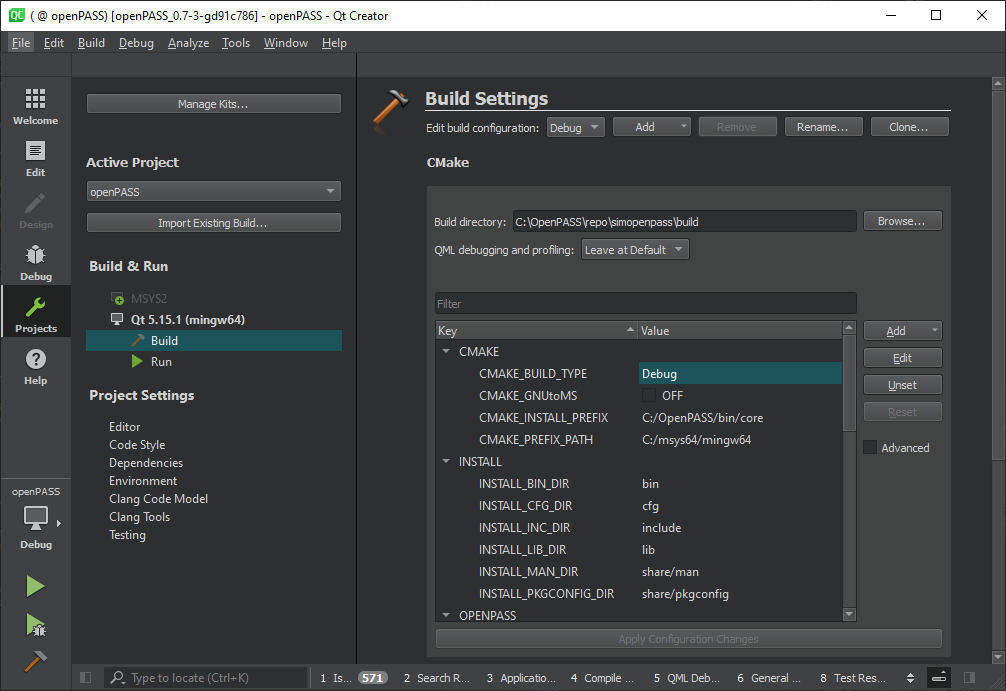 ( @ openPASS) [openPASS_0.7-3-gd91c786] - openPASS - Qt Creator
File Edit Build Debug Analyze Tools Window Help
Welcome
Edit
Design
Debug
Projects
Help
openPASS
Debug
Manage Kits...
Active Project
openPASS
Import Existing Build...
Build & Run
MSYS2
Qt 5.15.1 (mingw64)
Build
Run
Project Settings
Editor
Code Style
Dependencies
Environment
Clang Code Model
Clang Tools
Testing
Build Settings
Edit build configuration: Debug Add Remove Rename... Clone...
CMake
Build directory: C:\OpenPASS\repo\simopenpass\build Browse...
QML debugging and profiling: Leave at Default
Filter
Key Value
CMAKE
CMAKE_BUILD_TYPE Debug
CMAKE_GNUtoMS OFF
CMAKE_INSTALL_PREFIX C:/OpenPASS/bin/core
CMAKE_PREFIX_PATH C:/msys64/mingw64
INSTALL
INSTALL_BIN_DIR bin
INSTALL_CFG_DIR cfg
INSTALL_INC_DIR include
INSTALL_LIB_DIR lib
INSTALL_MAN_DIR share/man
INSTALL_PKGCONFIG_DIR share/pkgconfig
OPENPASS
Add
Edit
Unset
Reset
Advanced
Apply Configuration Changes
Type to locate (Ctrl+K) 1 Is... 571 2 Search R... 3 Applicatio... 4 Compile ... 5 QML Deb... 6 General ... 8 Test Res...